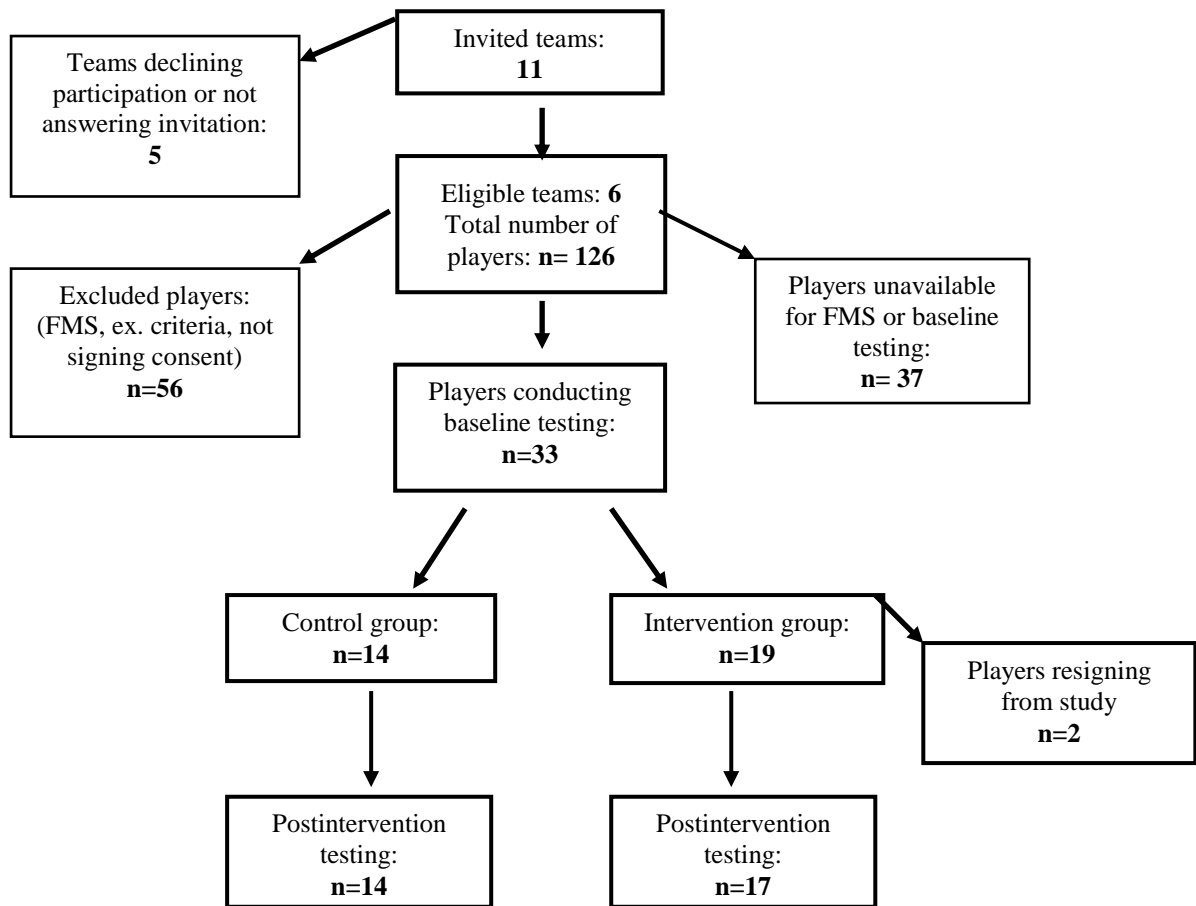 Invited teams:
11
Teams declining
participation or not
answering invitation:
5
Eligible teams: 6
Total number of
players: n= 126
Excluded players:
(FMS, ex. criteria, not
signing consent)
n=56
Players unavailable
for FMS or baseline
testing:
n= 37
Players conducting
baseline testing:
n=33
Control group:
n=14
Intervention group:
n=19
Players resigning
from study
n=2
Postintervention
testing:
n=14
Postintervention
testing:
n=17